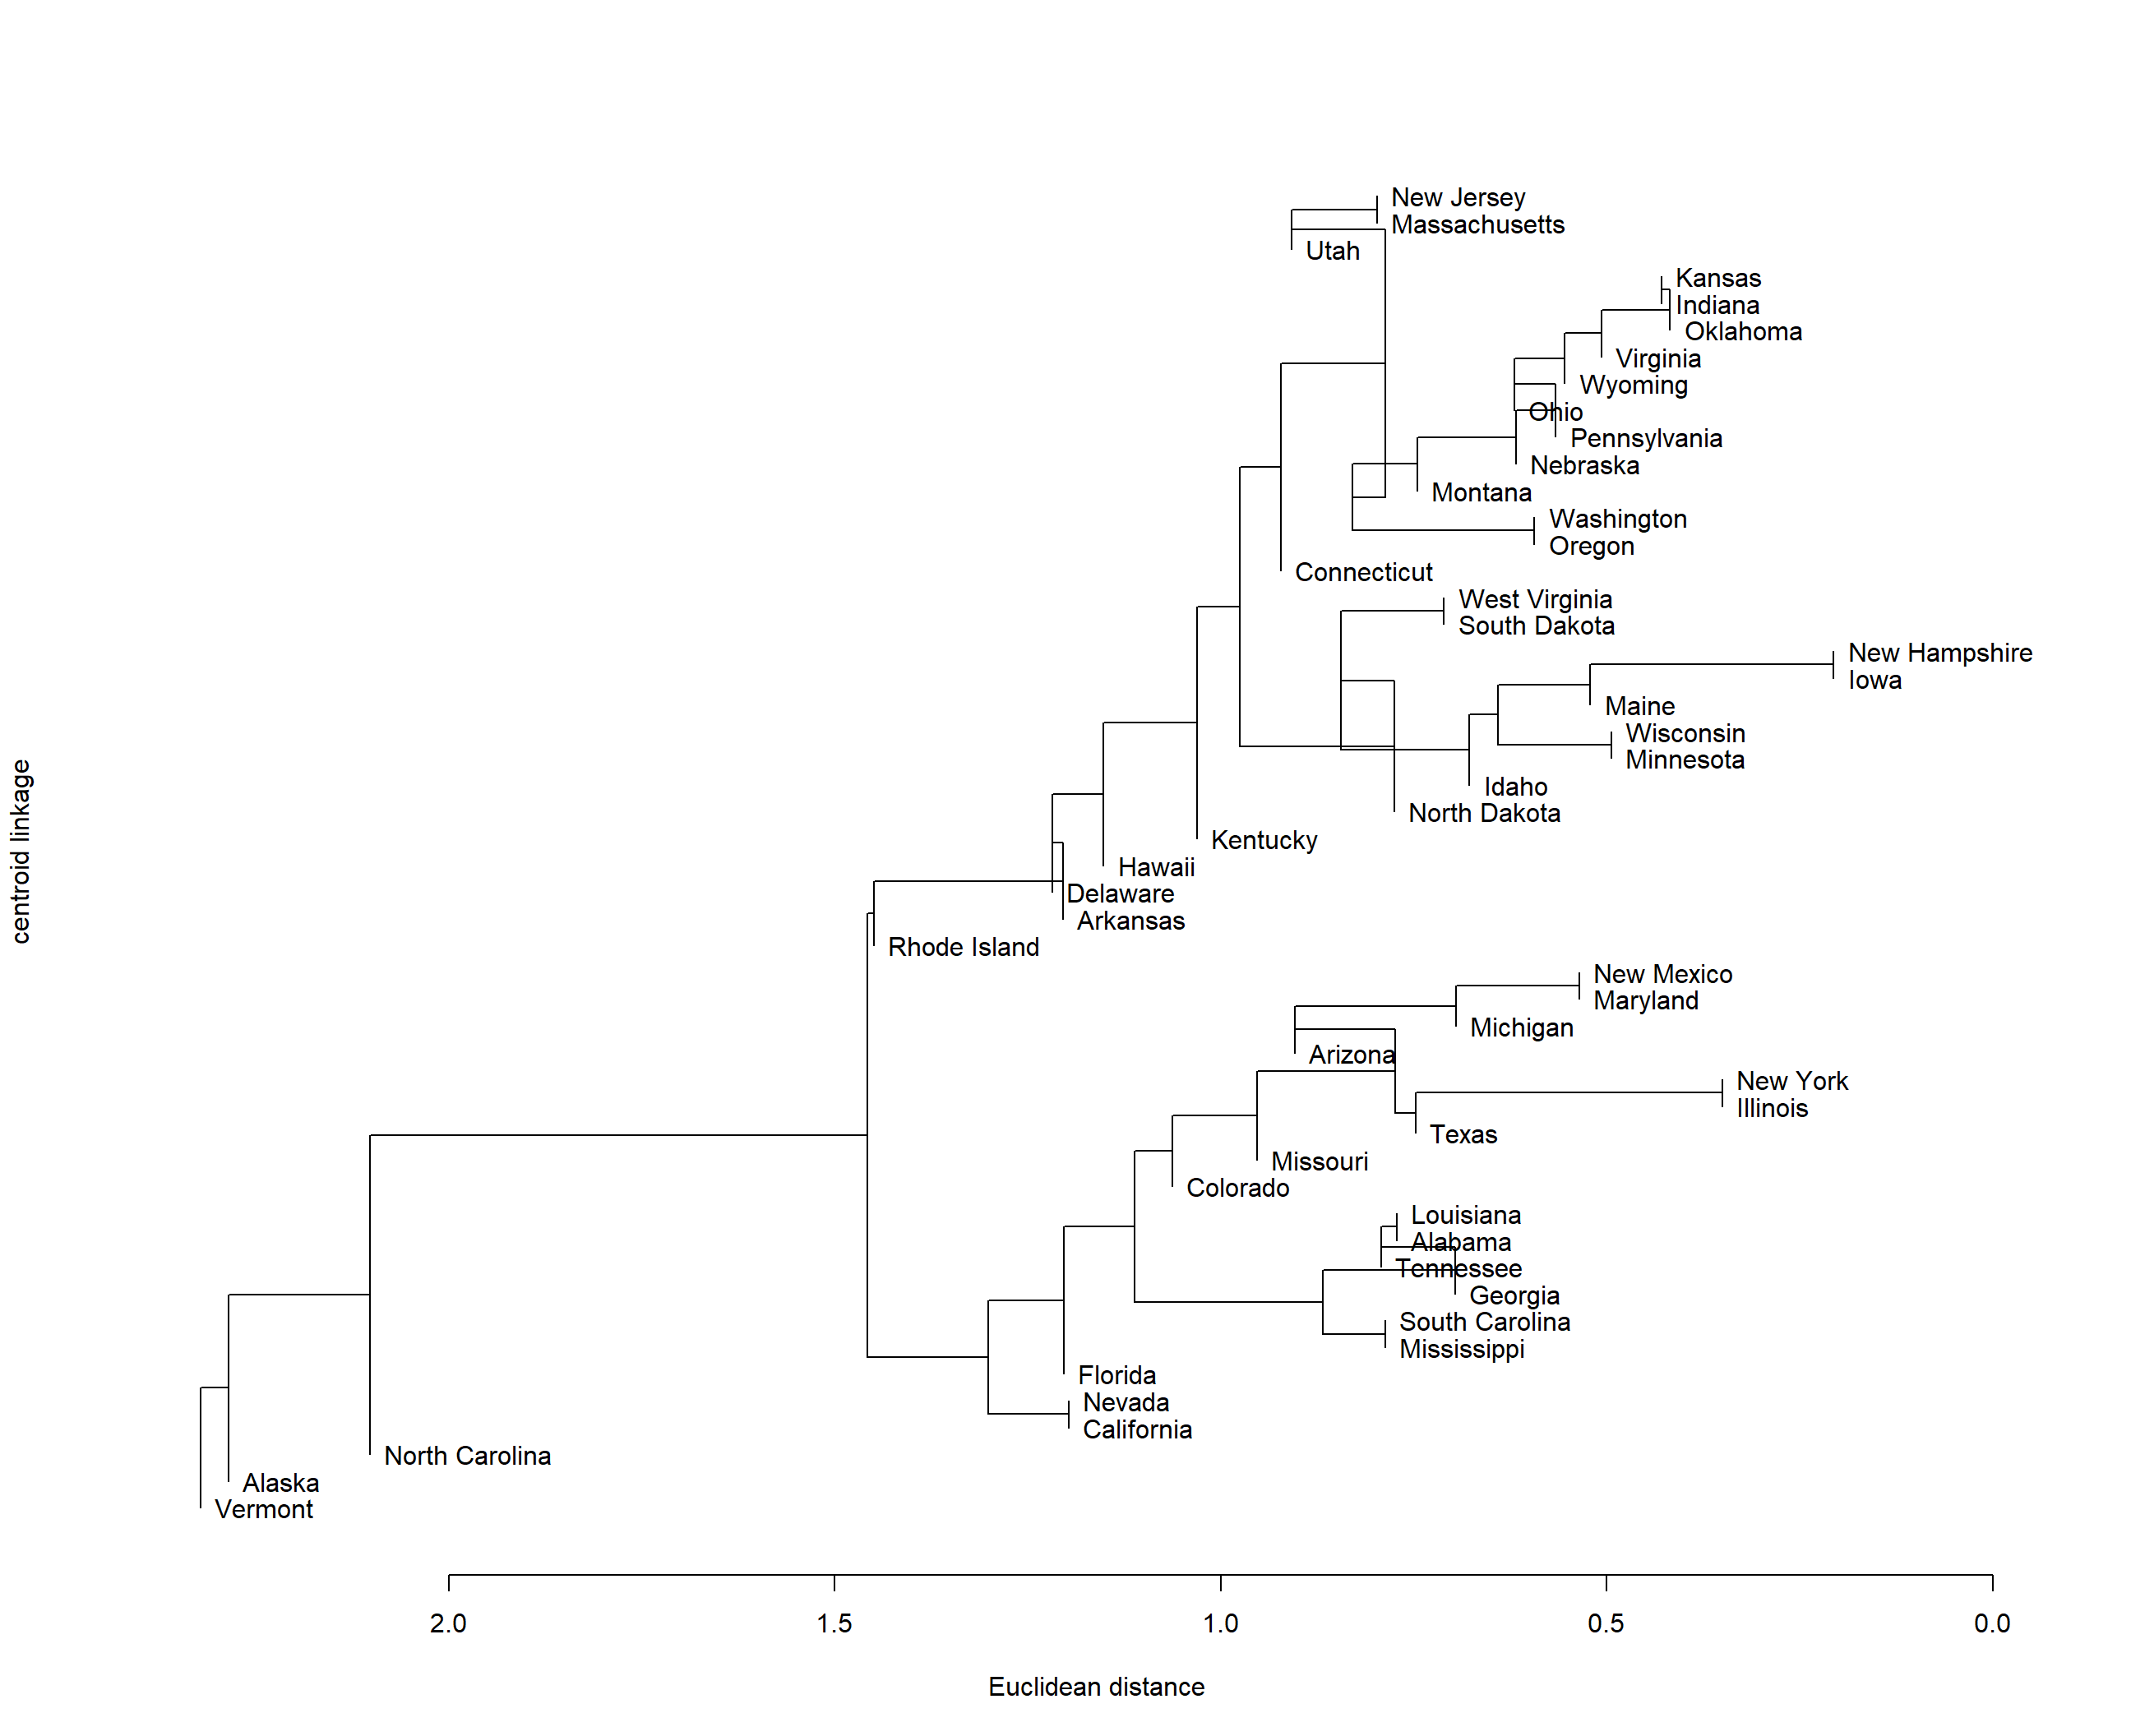 New Jersey
Massachusetts
Utah
Kansas
Indiana
Oklahoma
Virginia
Wyoming
Ohio
Pennsylvania
Nebraska
Montana
Washington
Oregon
Connecticut
West Virginia
South Dakota
New Hampshire
Iowa
Maine
Wisconsin
Minnesota
Idaho
North Dakota
Kentucky
Hawaii
Delaware
Arkansas
Rhode Island
New Mexico
Maryland
Michigan
Arizona
New York
Illinois
Texas
Missouri
Colorado
Louisiana
Alabama
Tennessee
Georgia
South Carolina
Mississippi
Florida
Nevada
California
North Carolina
Alaska
Vermont
centroid linkage
2.0 1.5 1.0 0.5 0.0
Euclidean distance